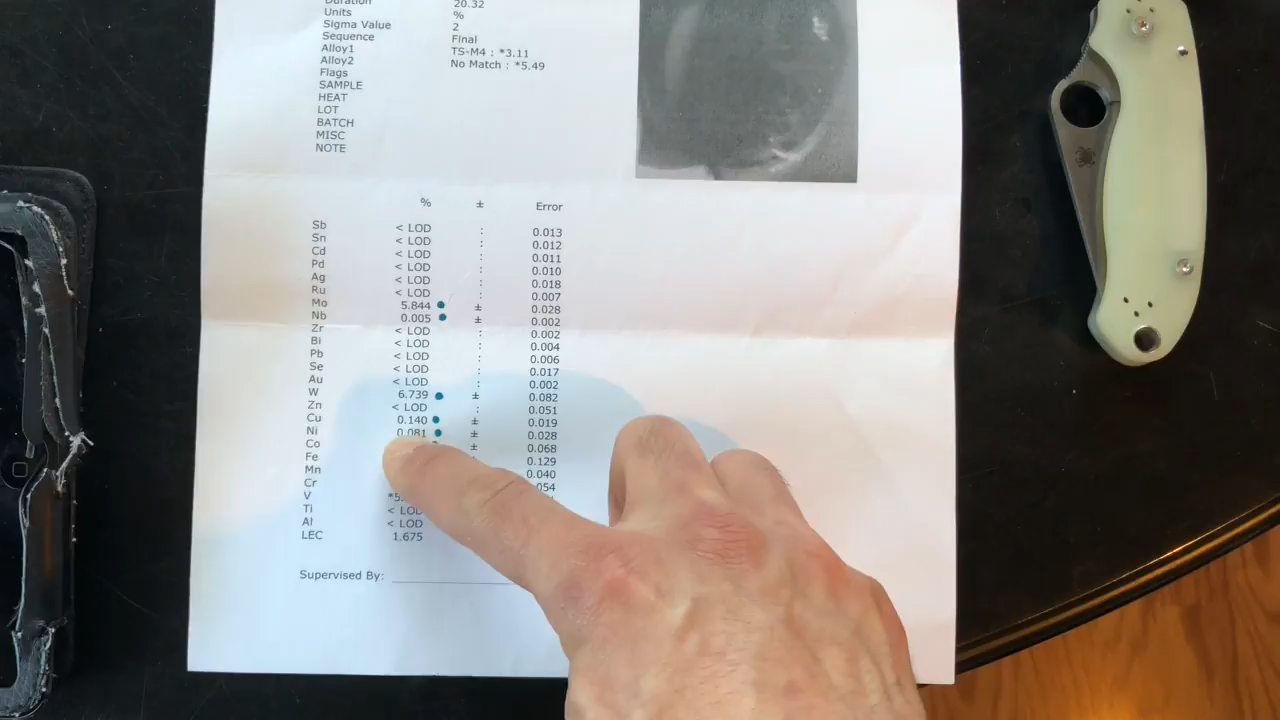 Duration 20.32
Units %
Sigma Value 2
Sequence Final
Alloy1 TS-M4 : *3.11
Alloy2 No Match : *5.49
Flags
SAMPLE
HEAT
LOT
BATCH
MISC
NOTE
% ± Error
Sb < LOD : 0.013
Sn < LOD : 0.012
Cd < LOD : 0.011
Pd < LOD : 0.010
Ag < LOD : 0.018
Ru < LOD : 0.007
Mo 5.844 ± 0.028
Nb 0.005 ± 0.002
Zr < LOD : 0.002
Bi < LOD : 0.004
Pb < LOD : 0.006
Se < LOD : 0.017
Au < LOD : 0.002
W 6.739 ± 0.082
Zn < LOD : 0.051
Cu 0.140 ± 0.019
Ni 0.081 ± 0.028
Co ± 0.068
Fe 0.129
Mn 0.040
Cr 054
V *5.
Ti < LOD
Al < LOD
LEC 1.675
Supervised By: